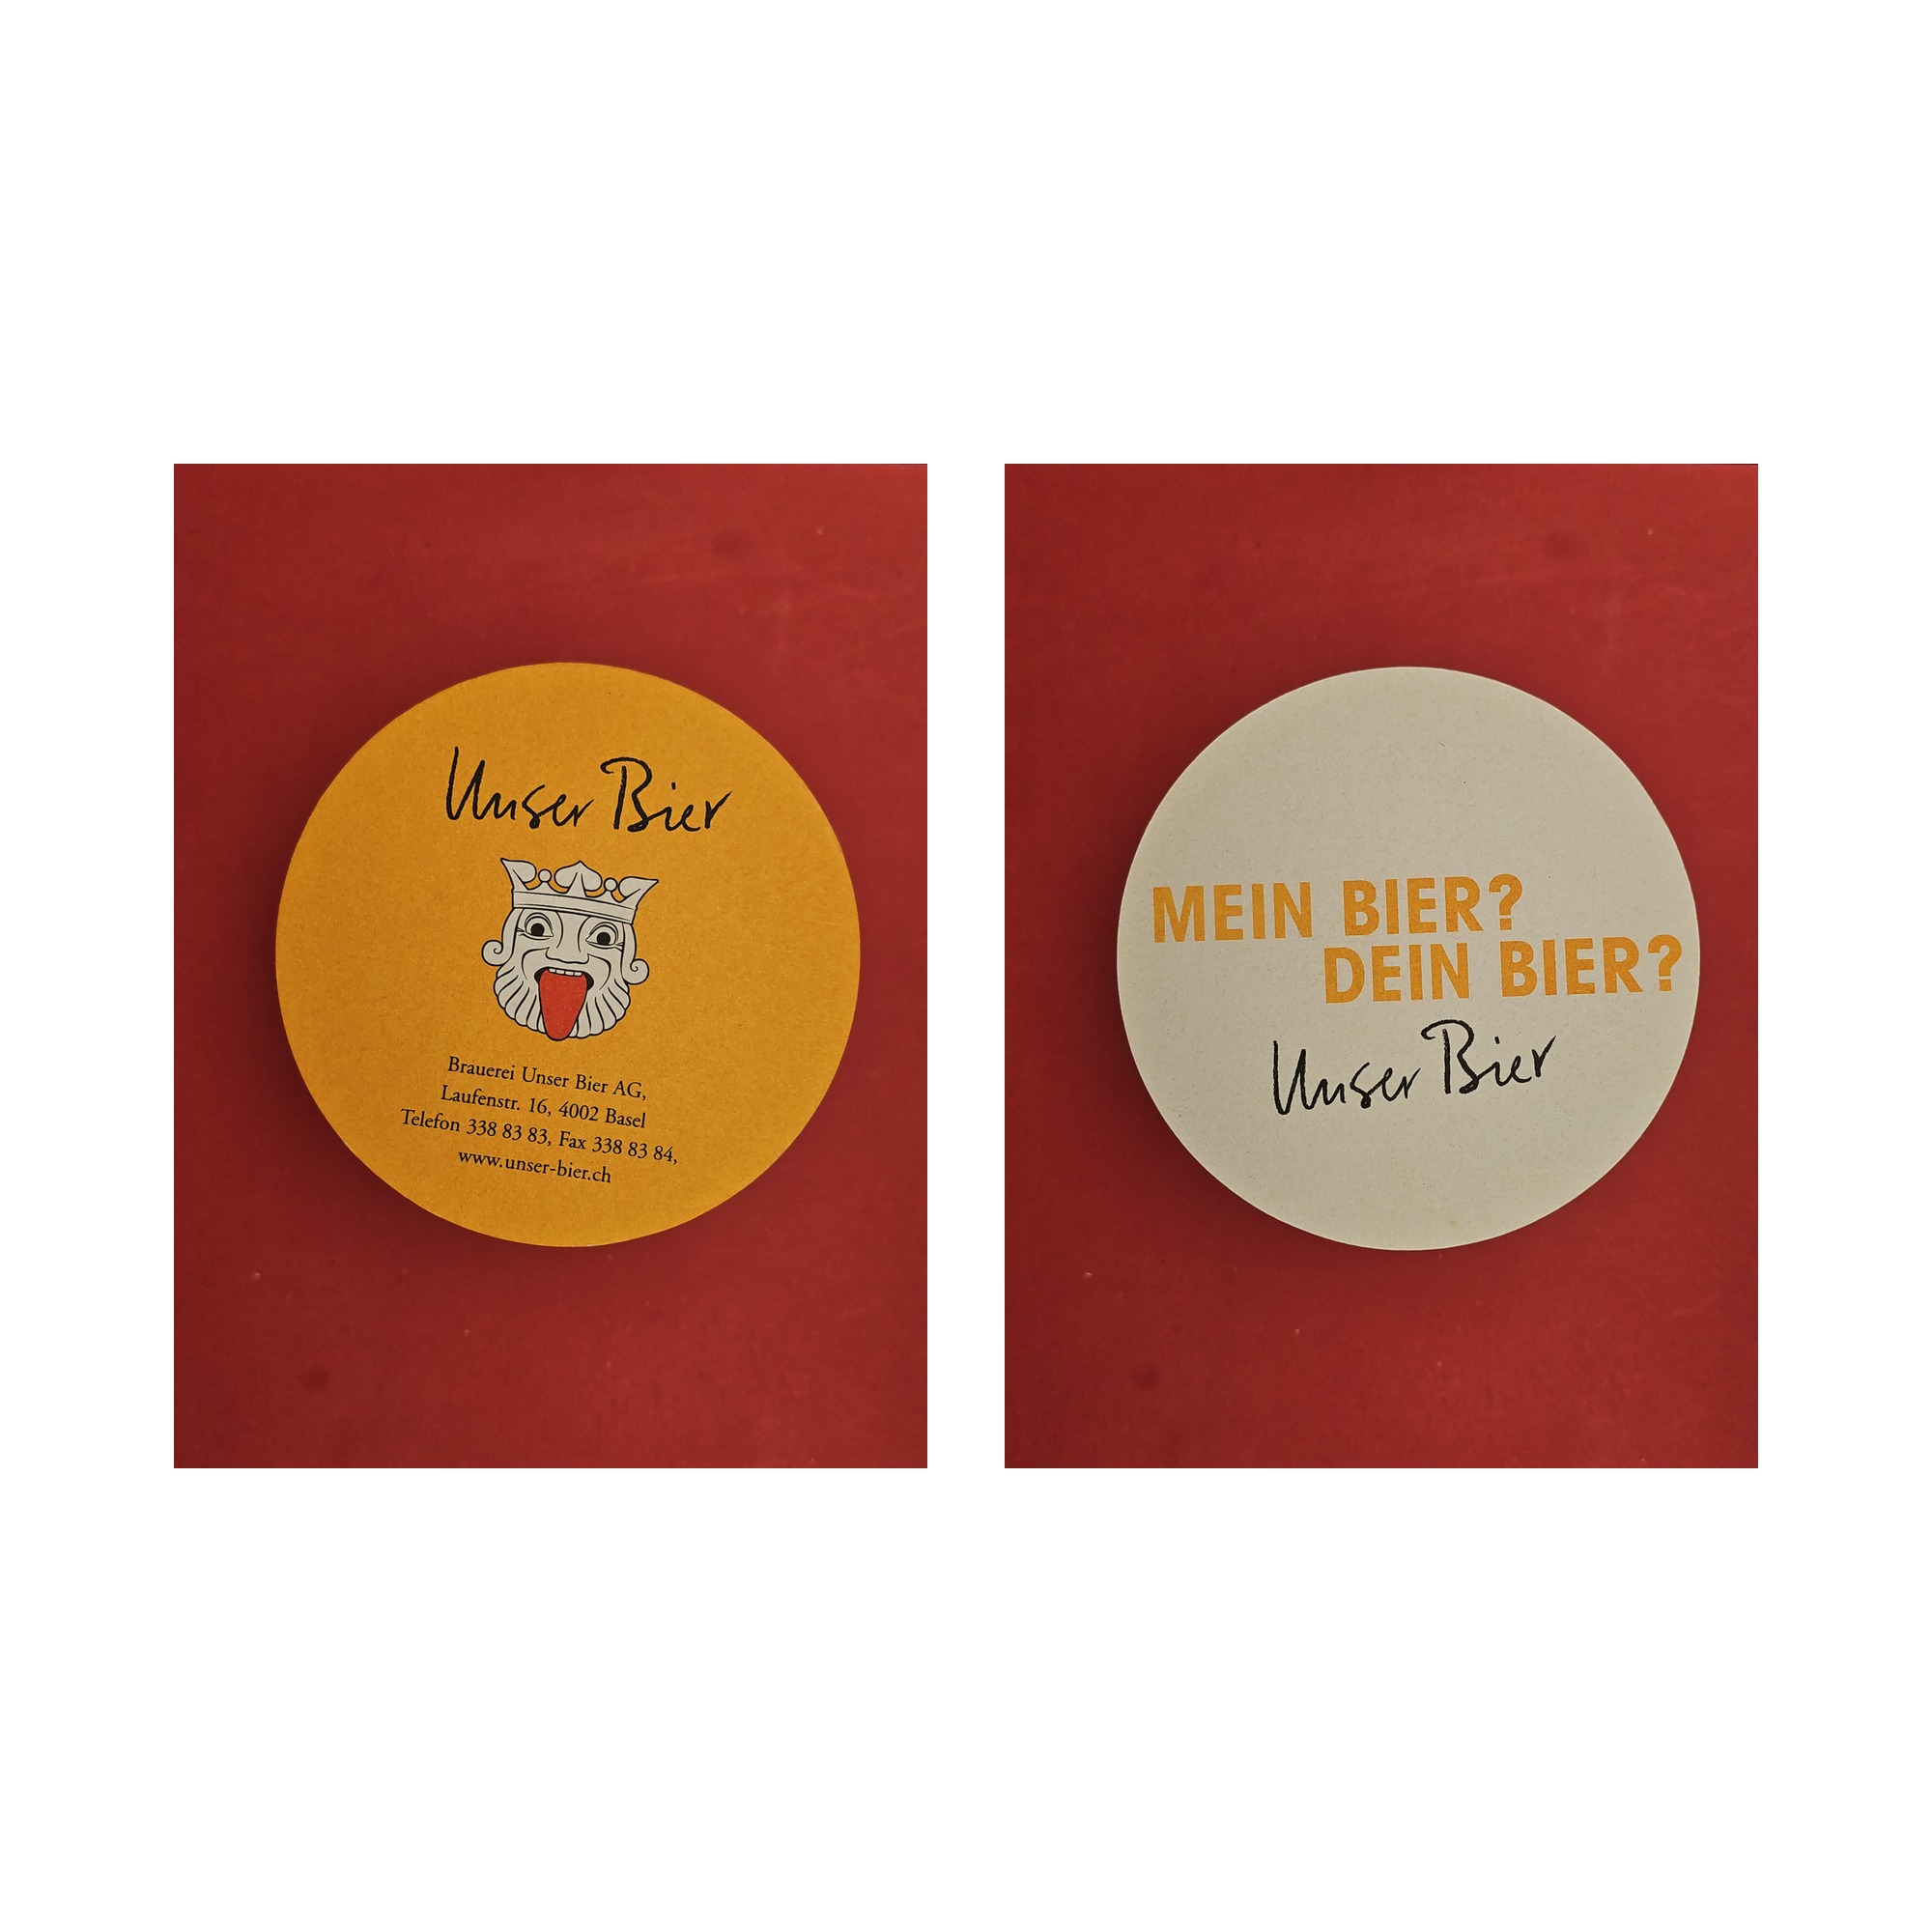 Unser Bier
Brauerei Unser Bier AG,
Laufenstr. 16, 4002 Basel
Telefon 338 83 83, Fax 338 83 84,
www.unser-bier.ch
MEIN BIER?
DEIN BIER?
Unser Bier